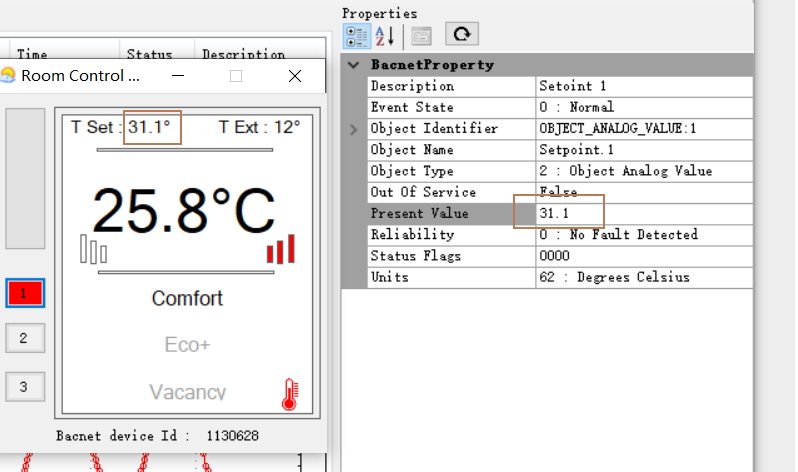 Properties
Time Status Description
Room Control ...
T Set : 31.1° T Ext : 12°
25.8°C
Comfort
Eco+
Vacancy
1
2
3
Bacnet device Id : 1130628
A
Z
BacnetProperty
Description Setoint 1
Event State 0 : Normal
Object Identifier OBJECT_ANALOG_VALUE:1
Object Name Setpoint.1
Object Type 2 : Object Analog Value
Out Of Service False
Present Value 31.1
Reliability 0 : No Fault Detected
Status Flags 0000
Units 62 : Degrees Celsius